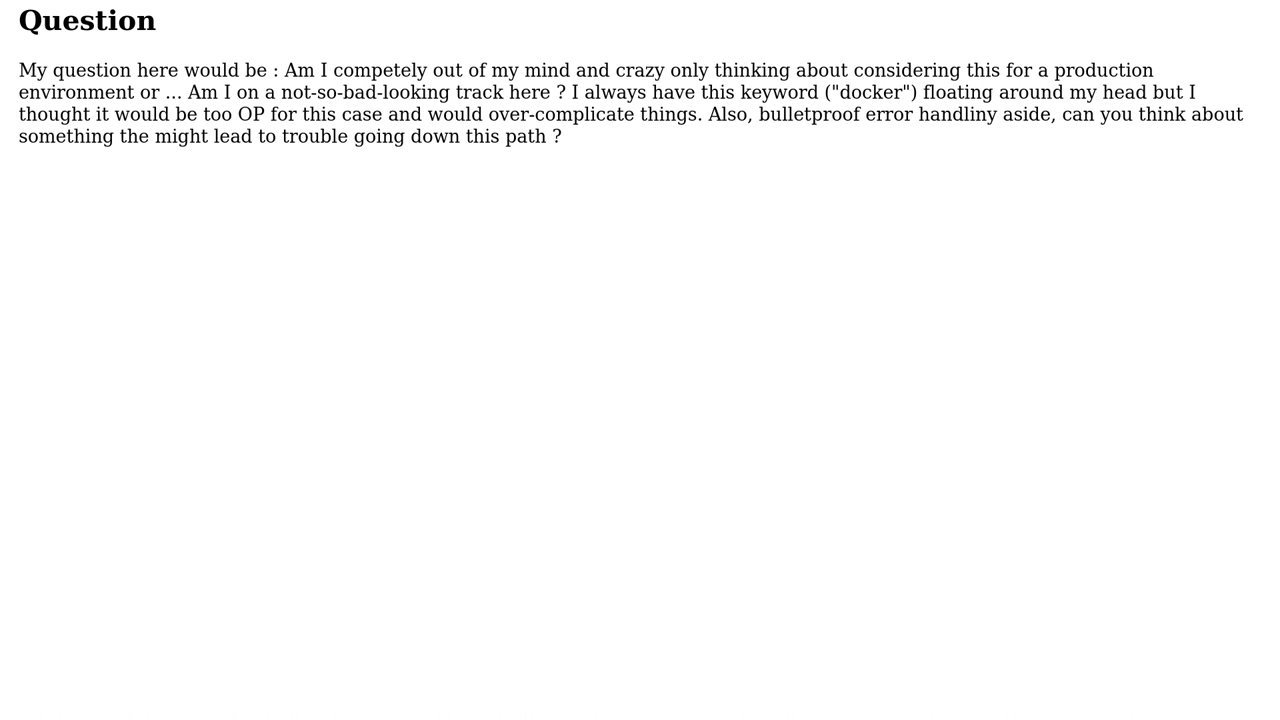 Question
My question here would be : Am I competely out of my mind and crazy only thinking about considering this for a production
environment or ... Am I on a not-so-bad-looking track here ? I always have this keyword ("docker") floating around my head but I
thought it would be too OP for this case and would over-complicate things. Also, bulletproof error handliny aside, can you think about
something the might lead to trouble going down this path ?